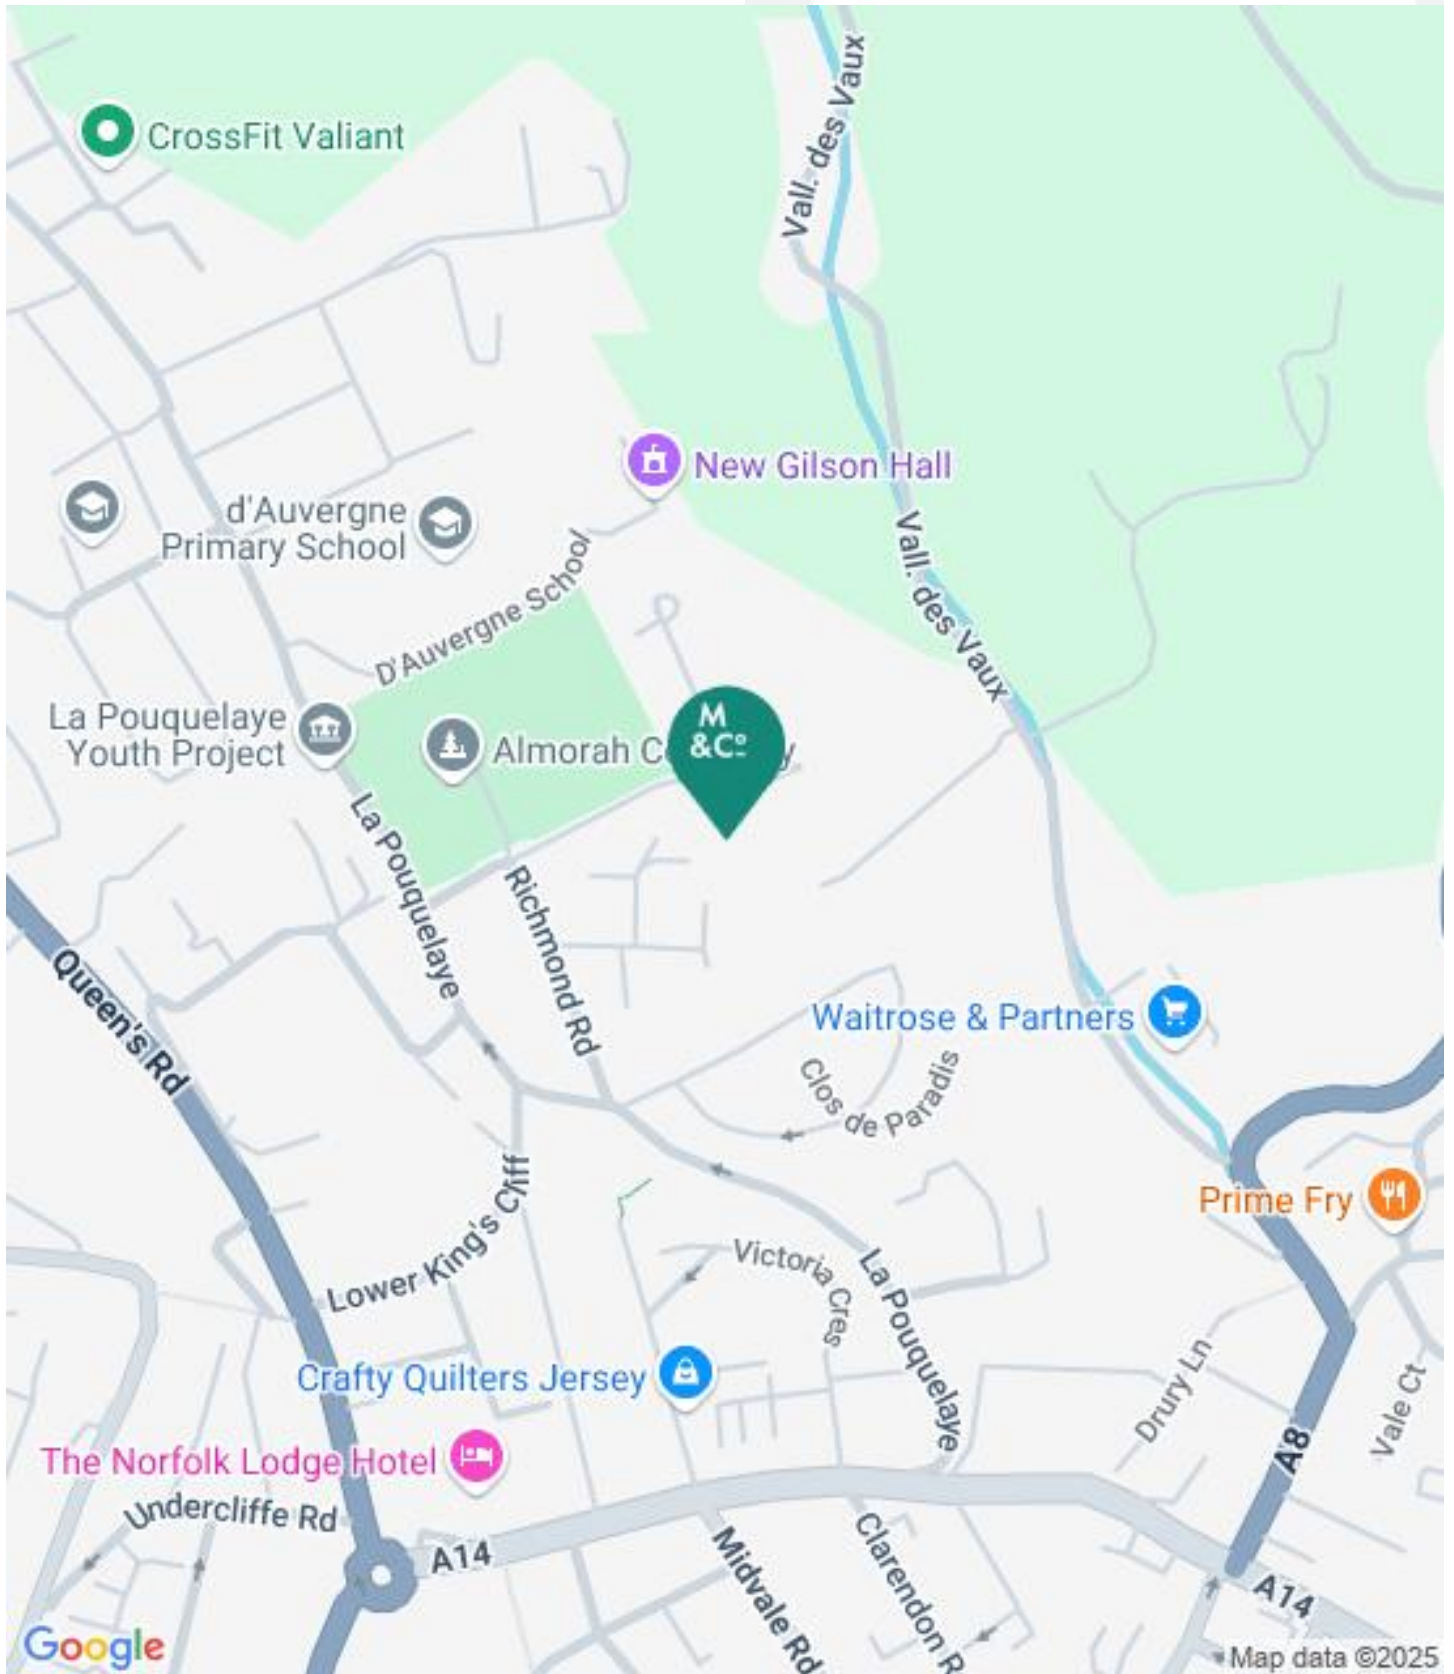 Vall. des Vaux
CrossFit Valiant
New Gilson Hall
d'Auvergne
Primary School
D'Auvergne School
Vall. des Vaux
La Pouquelaye
Youth Project
Almorah C
y
M
&Cº
La Pouquelaye
Richmond Rd
Queen's Rd
Waitrose & Partners
Clos de Paradis
Prime Fry
Lower King's Cliff
Victoria Cres
La Pouquelaye
Crafty Quilters Jersey
Drury Ln
Vale Ct
The Norfolk Lodge Hotel
A8
Undercliffe Rd
A14
Midvale Rd
Clarendon R
A14
Google
Map data ©2025